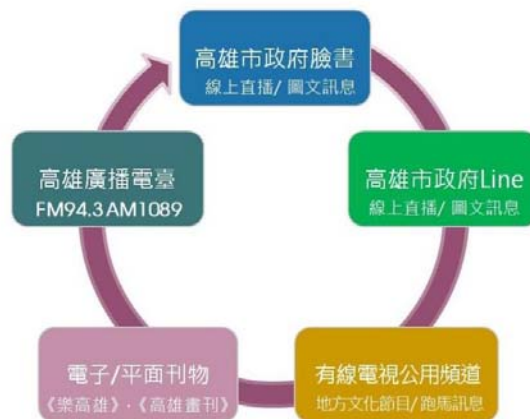 高雄市政府臉書
線上直播/ 圖文訊息
高雄市政府Line
線上直播/ 圖文訊息
有線電視公用頻道
地方文化節目/ 跑馬訊息
電子/平面刊物
《樂高雄》·《高雄畫刊》
高雄廣播電臺
FM94.3 AM1089